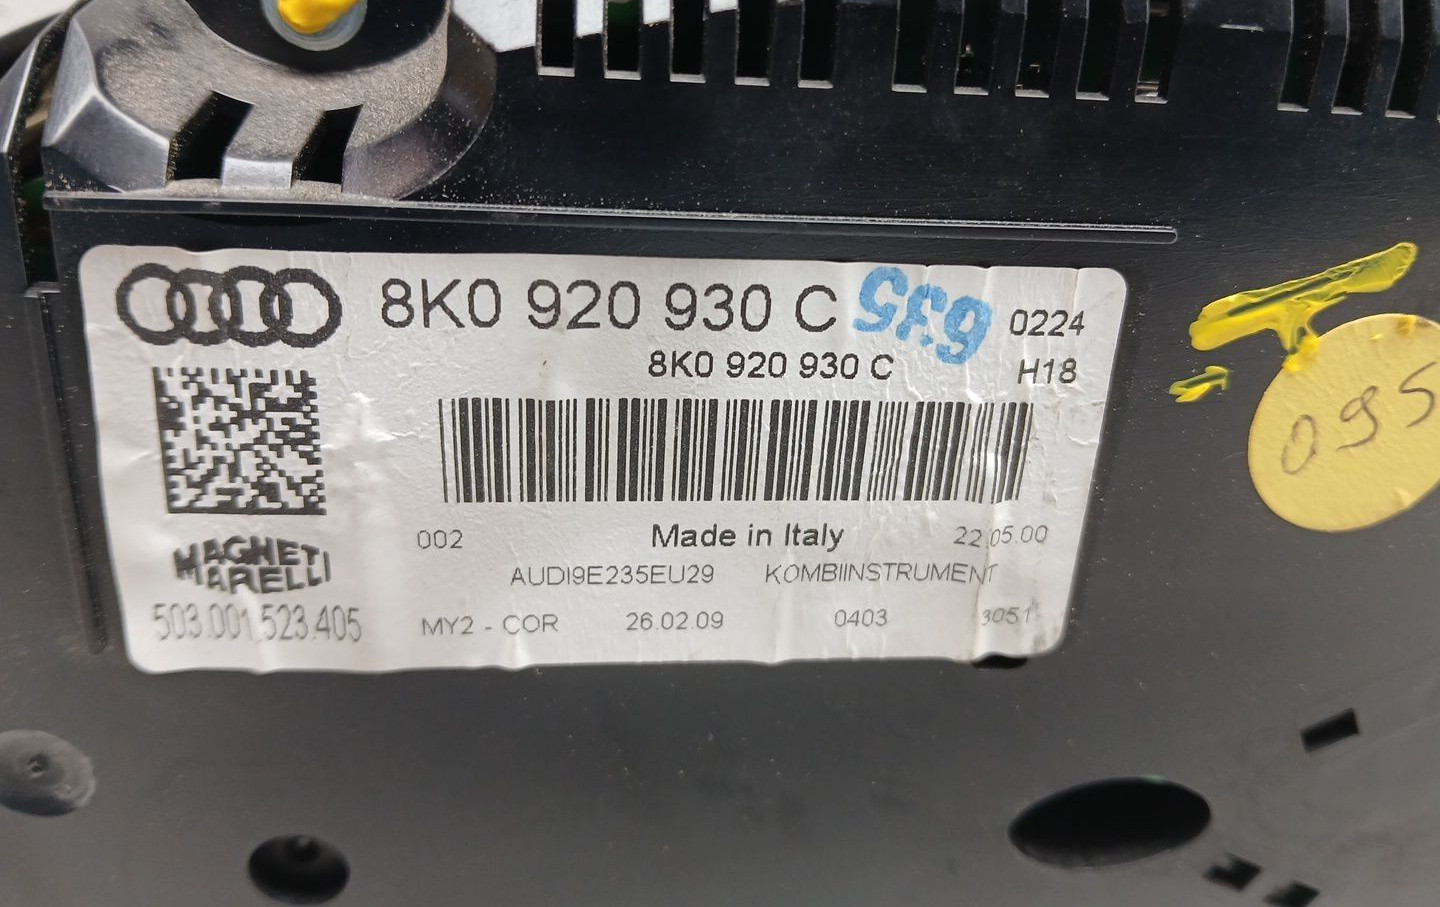 8K0 920 930 C 0224
8K0 920 930 C H18
002 Made in Italy 22.05.00
AUDI9E235EU29 KOMBIINSTRUMENT
MAGNETI
MARELLI
503.001.523.405
MY2 - COR 26.02.09 0403 3051
095